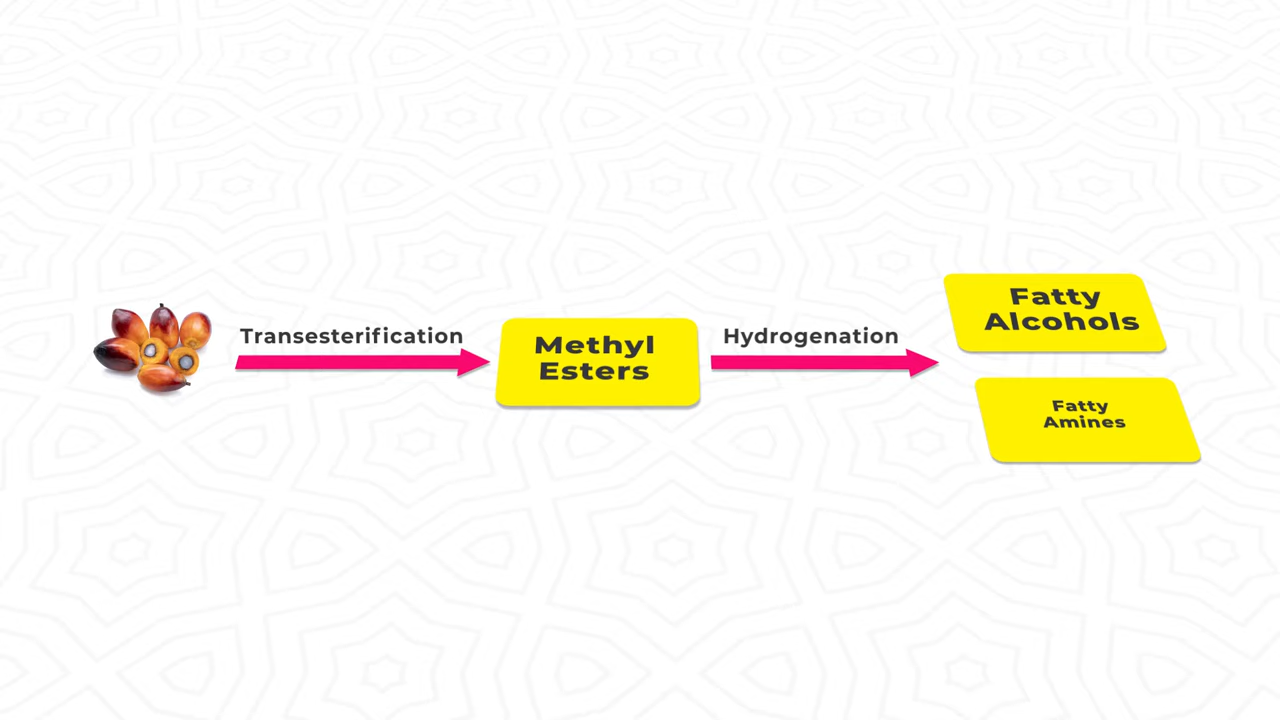 Transesterification
Methyl
Esters
Hydrogenation
Fatty
Alcohols
Fatty
Amines